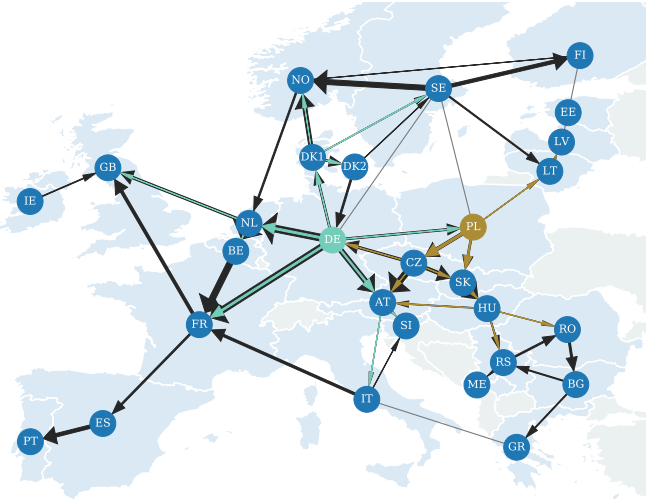 FI
NO
SE
EE
LV
DK1
DK2
GB
LT
IE
NL
PL
DE
BE
CZ
SK
AT
HU
FR
SI
RO
RS
ME
BG
IT
ES
PT
GR